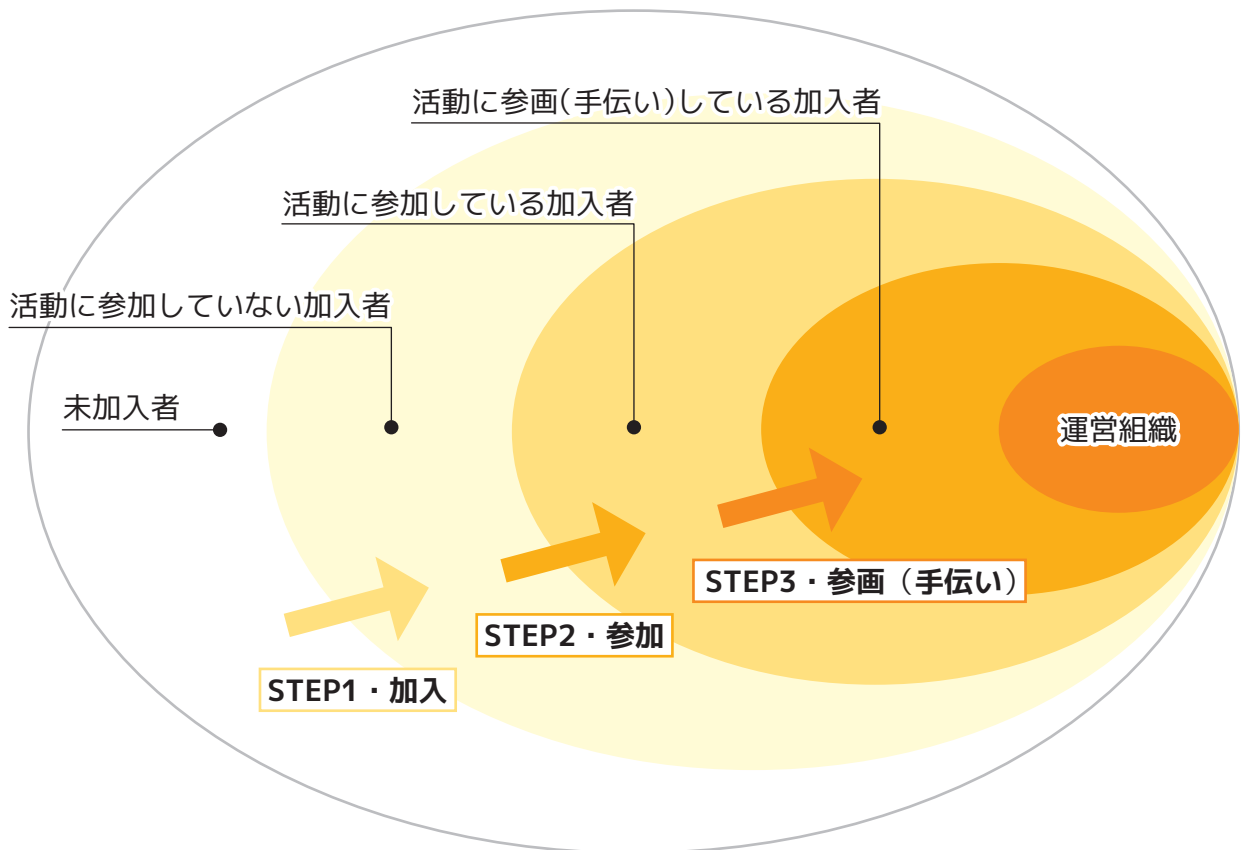 活動に参画(手伝い)している加入者
活動に参加している加入者
活動に参加していない加入者
未加入者
運営組織
STEP3・参画（手伝い）
STEP2・参加
STEP1・加入